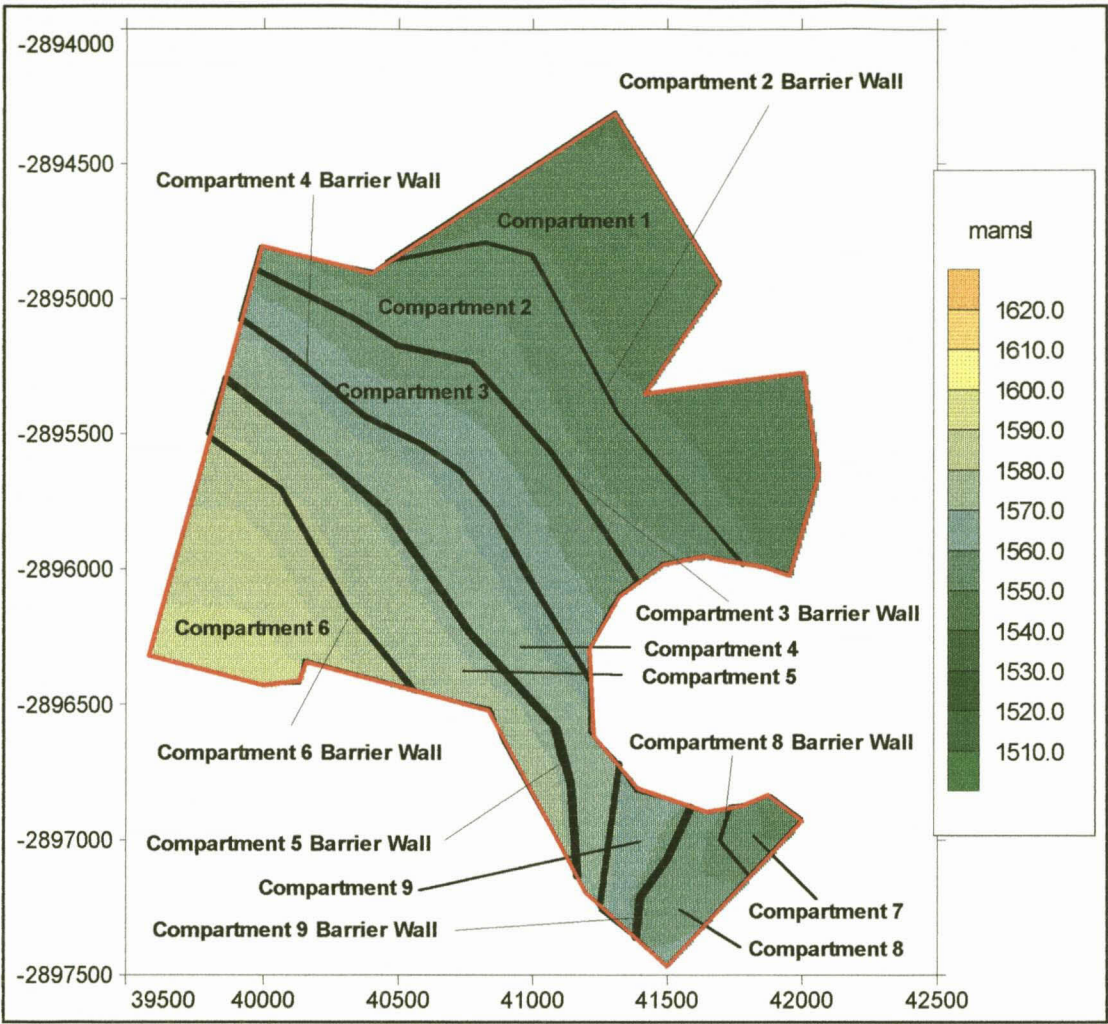 -2894000
-2894500
-2895000
-2895500
-2896000
-2896500
-2897000
-2897500
39500
40000
40500
41000
41500
42000
42500
Compartment 2 Barrier Wall
Compartment 4 Barrier Wall
Compartment 1
Compartment 2
Compartment 3
Compartment 3 Barrier Wall
Compartment 4
Compartment 5
Compartment 6
Compartment 6 Barrier Wall
Compartment 8 Barrier Wall
Compartment 5 Barrier Wall
Compartment 9
Compartment 9 Barrier Wall
Compartment 7
Compartment 8
mamsl
1620.0
1610.0
1600.0
1590.0
1580.0
1570.0
1560.0
1550.0
1540.0
1530.0
1520.0
1510.0